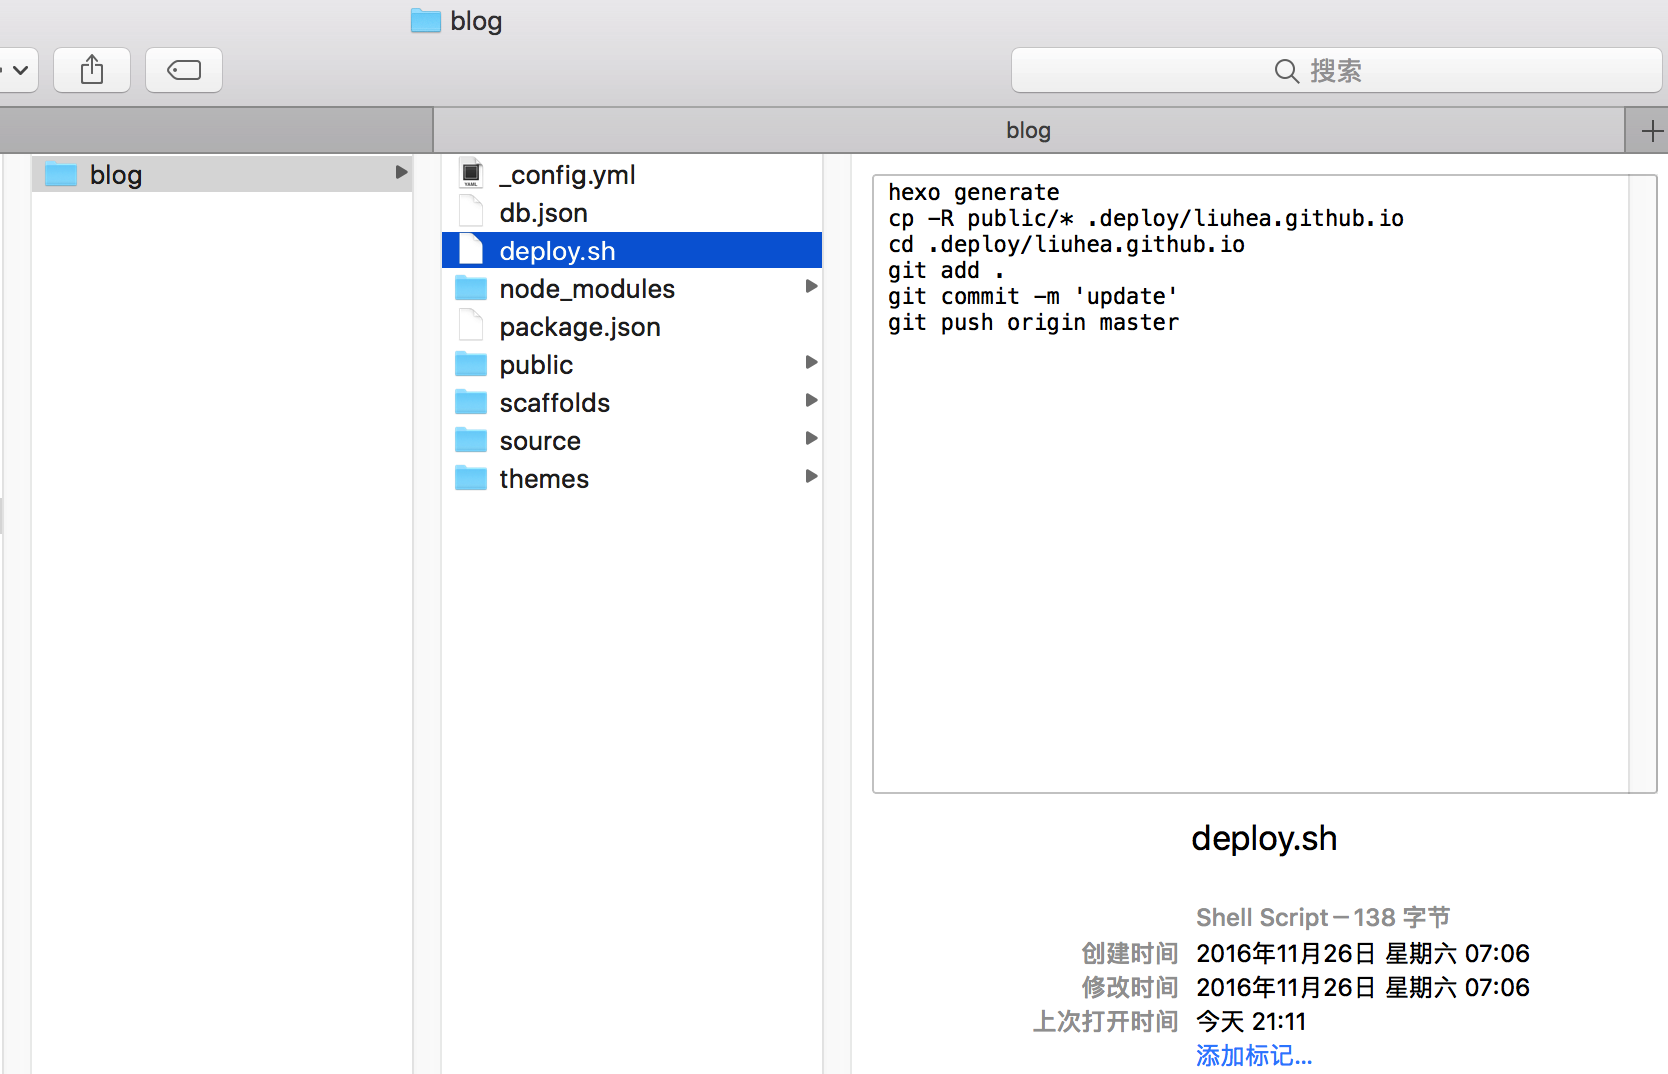 blog
搜索
blog
blog
_config.yml
YAML
db.json
deploy.sh
node_modules
package.json
public
scaffolds
source
themes
hexo generate
cp -R public/* .deploy/liuhea.github.io
cd .deploy/liuhea.github.io
git add .
git commit -m 'update'
git push origin master
deploy.sh
Shell Script — 138 字节
创建时间 2016年11月26日 星期六 07:06
修改时间 2016年11月26日 星期六 07:06
上次打开时间 今天 21:11
添加标记...